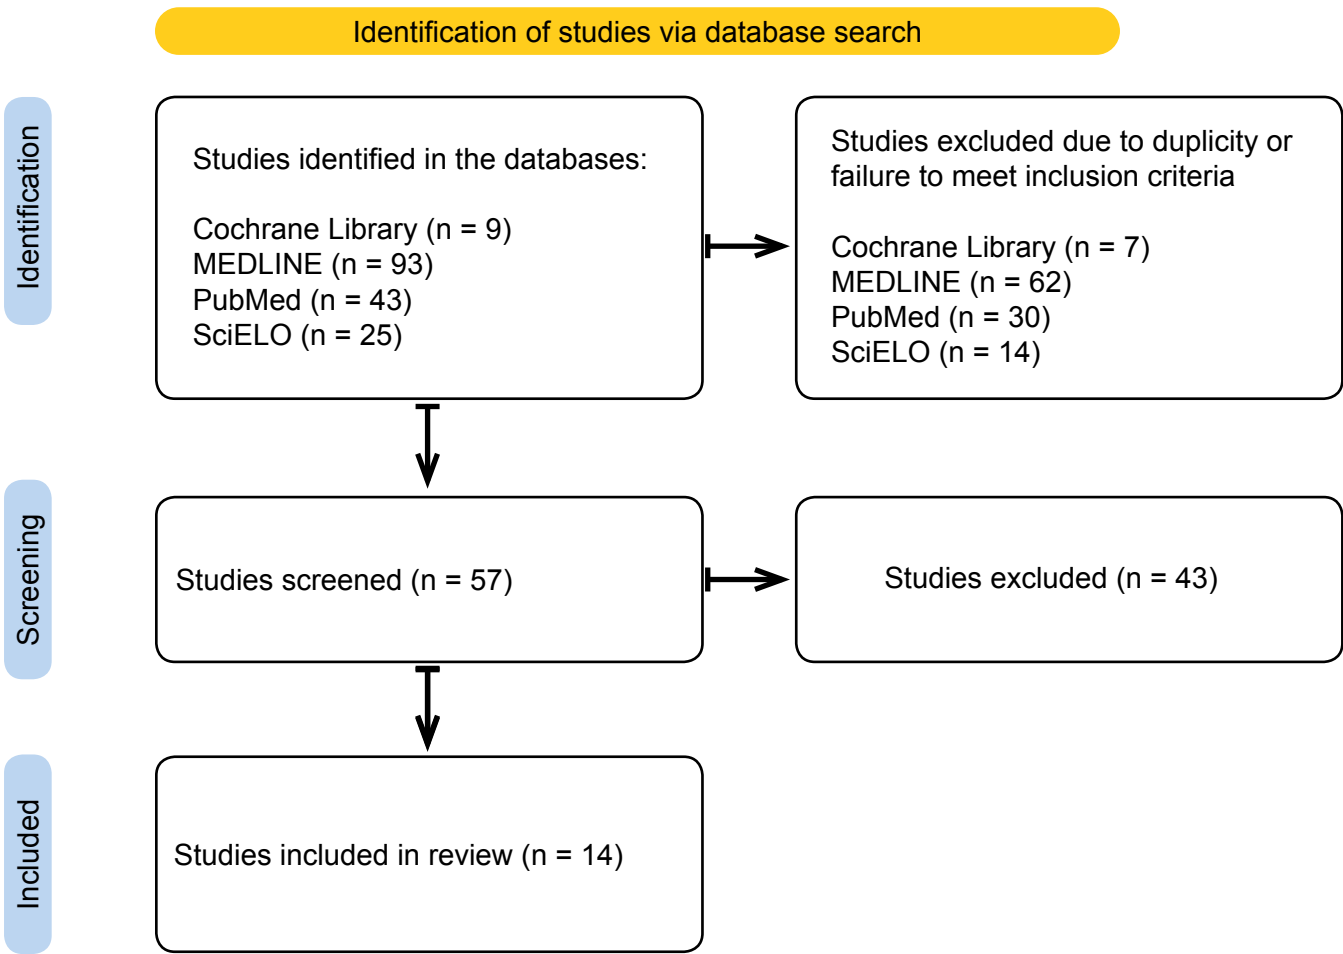 Identification of studies via database search
Identification
Studies identified in the databases:
Cochrane Library (n = 9)
MEDLINE (n = 93)
PubMed (n = 43)
SciELO (n = 25)
Studies excluded due to duplicity or
failure to meet inclusion criteria
Cochrane Library (n = 7)
MEDLINE (n = 62)
PubMed (n = 30)
SciELO (n = 14)
Screening
Studies screened (n = 57)
Studies excluded (n = 43)
Included
Studies included in review (n = 14)